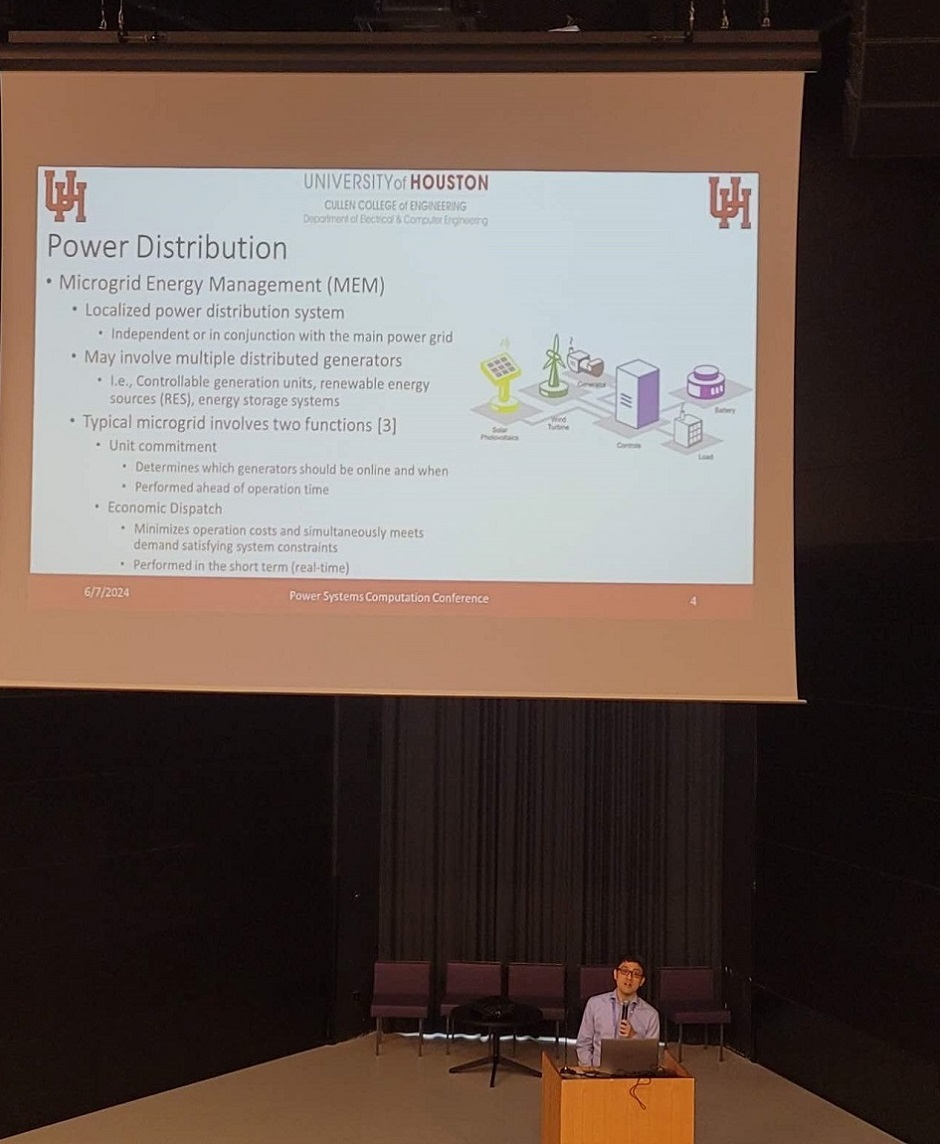 UH
UNIVERSITY of HOUSTON
UH
CULLEN COLLEGE of ENGINEERING
Department of Electrical & Computer Engineering
Power Distribution
• Microgrid Energy Management (MEM)
• Localized power distribution system
• Independent or in conjunction with the main power grid
• May involve multiple distributed generators
• I.e., Controllable generation units, renewable energy
sources (RES), energy storage systems
• Typical microgrid involves two functions [3]
• Unit commitment
• Determines which generators should be online and when
• Performed ahead of operation time
• Economic Dispatch
• Minimizes operation costs and simultaneously meets
demand satisfying system constraints
• Performed in the short term (real-time)
Solar
Photovoltaics
Wind
Turbine
Generator
Controls
Battery
Load
6/7/2024
Power Systems Computation Conference
4